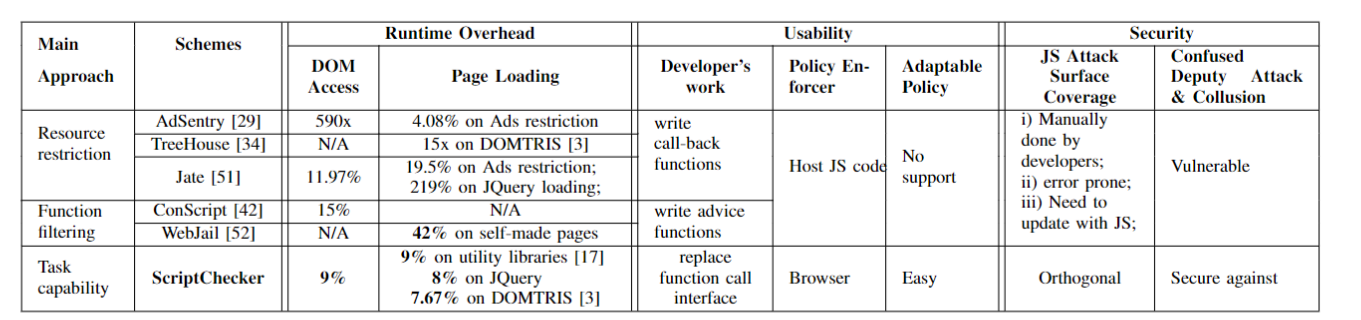 Main Approach
Schemes
Runtime Overhead
Usability
Security
DOM Access
Page Loading
Developer's work
Policy En-
forcer
Adaptable Policy
JS Attack Surface Coverage
Confused Deputy Attack & Collusion
Resource restriction
AdSentry [29]
590x
4.08% on Ads restriction
TreeHouse [34]
N/A
15x on DOMTRIS [3]
Jate [51]
11.97%
19.5% on Ads restriction;
219% on JQuery loading;
write
call-back
functions
Host JS code
No
support
i) Manually
done by
developers;
ii) error prone;
iii) Need to
update with JS;
Vulnerable
Function
filtering
ConScript [42]
15%
N/A
WebJail [52]
N/A
42% on self-made pages
write advice
functions
Task
capability
ScriptChecker
9%
9% on utility libraries [17]
8% on JQuery
7.67% on DOMTRIS [3]
replace
function call
interface
Browser
Easy
Orthogonal
Secure against